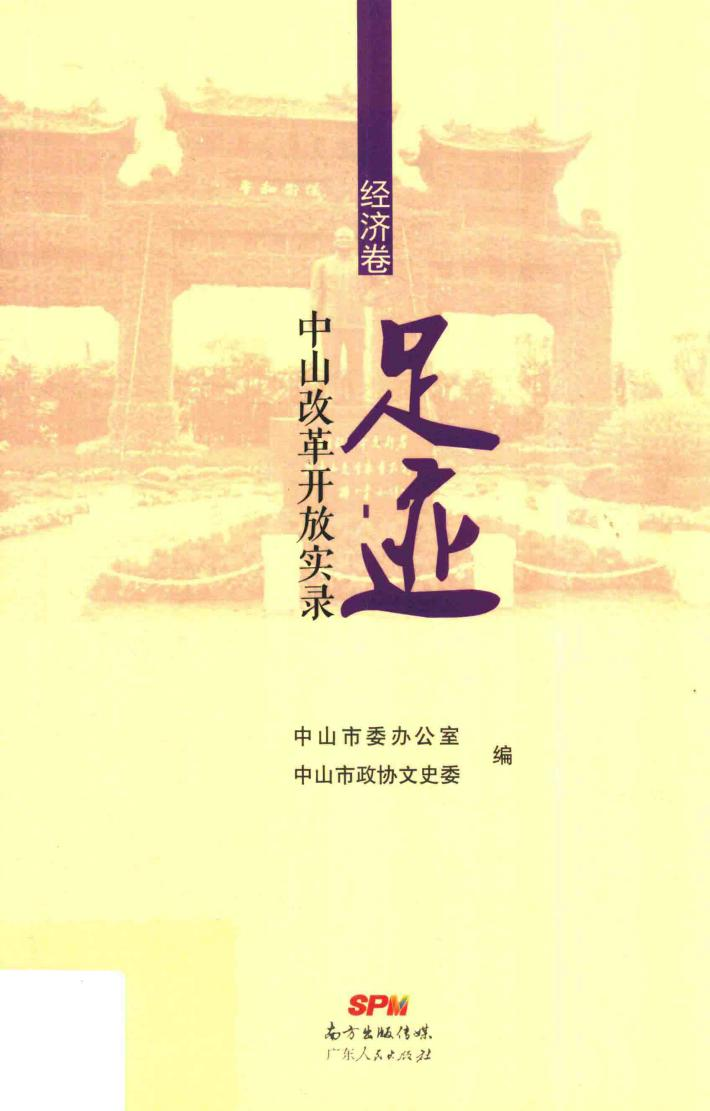 经济卷
足迹
中山改革开放实录
中山市委办公室
中山市政协文史委
编
SPM
南方出版传媒
广东人民出版社